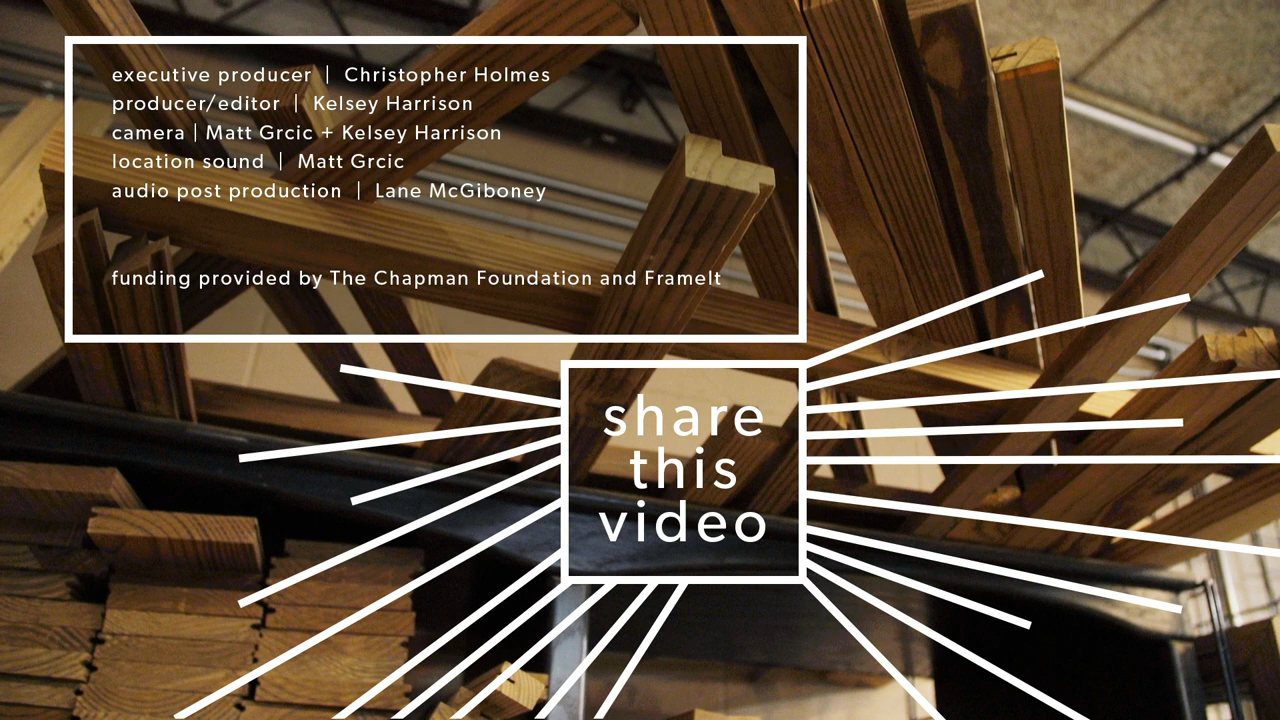 executive producer | Christopher Holmes
producer/editor | Kelsey Harrison
camera | Matt Grcic + Kelsey Harrison
location sound | Matt Grcic
audio post production | Lane McGiboney
funding provided by The Chapman Foundation and FrameIt
share
this
video